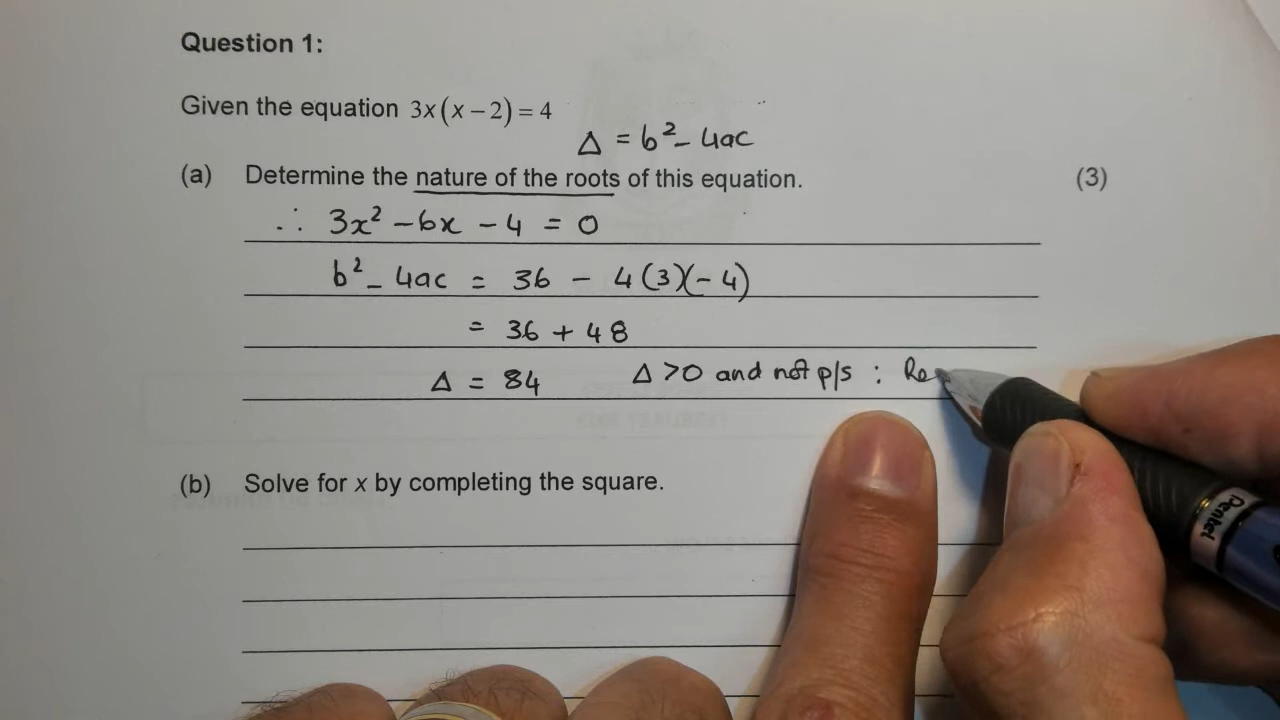 Question 1:
Given the equation 3x(x – 2) = 4
Δ = b² – 4ac
(a) Determine the nature of the roots of this equation. (3)
∴ 3x² – 6x – 4 = 0
b² – 4ac = 36 – 4(3)(–4)
= 36 + 48
Δ = 84 Δ >0 and not p/s : Re
(b) Solve for x by completing the square.
Pentel